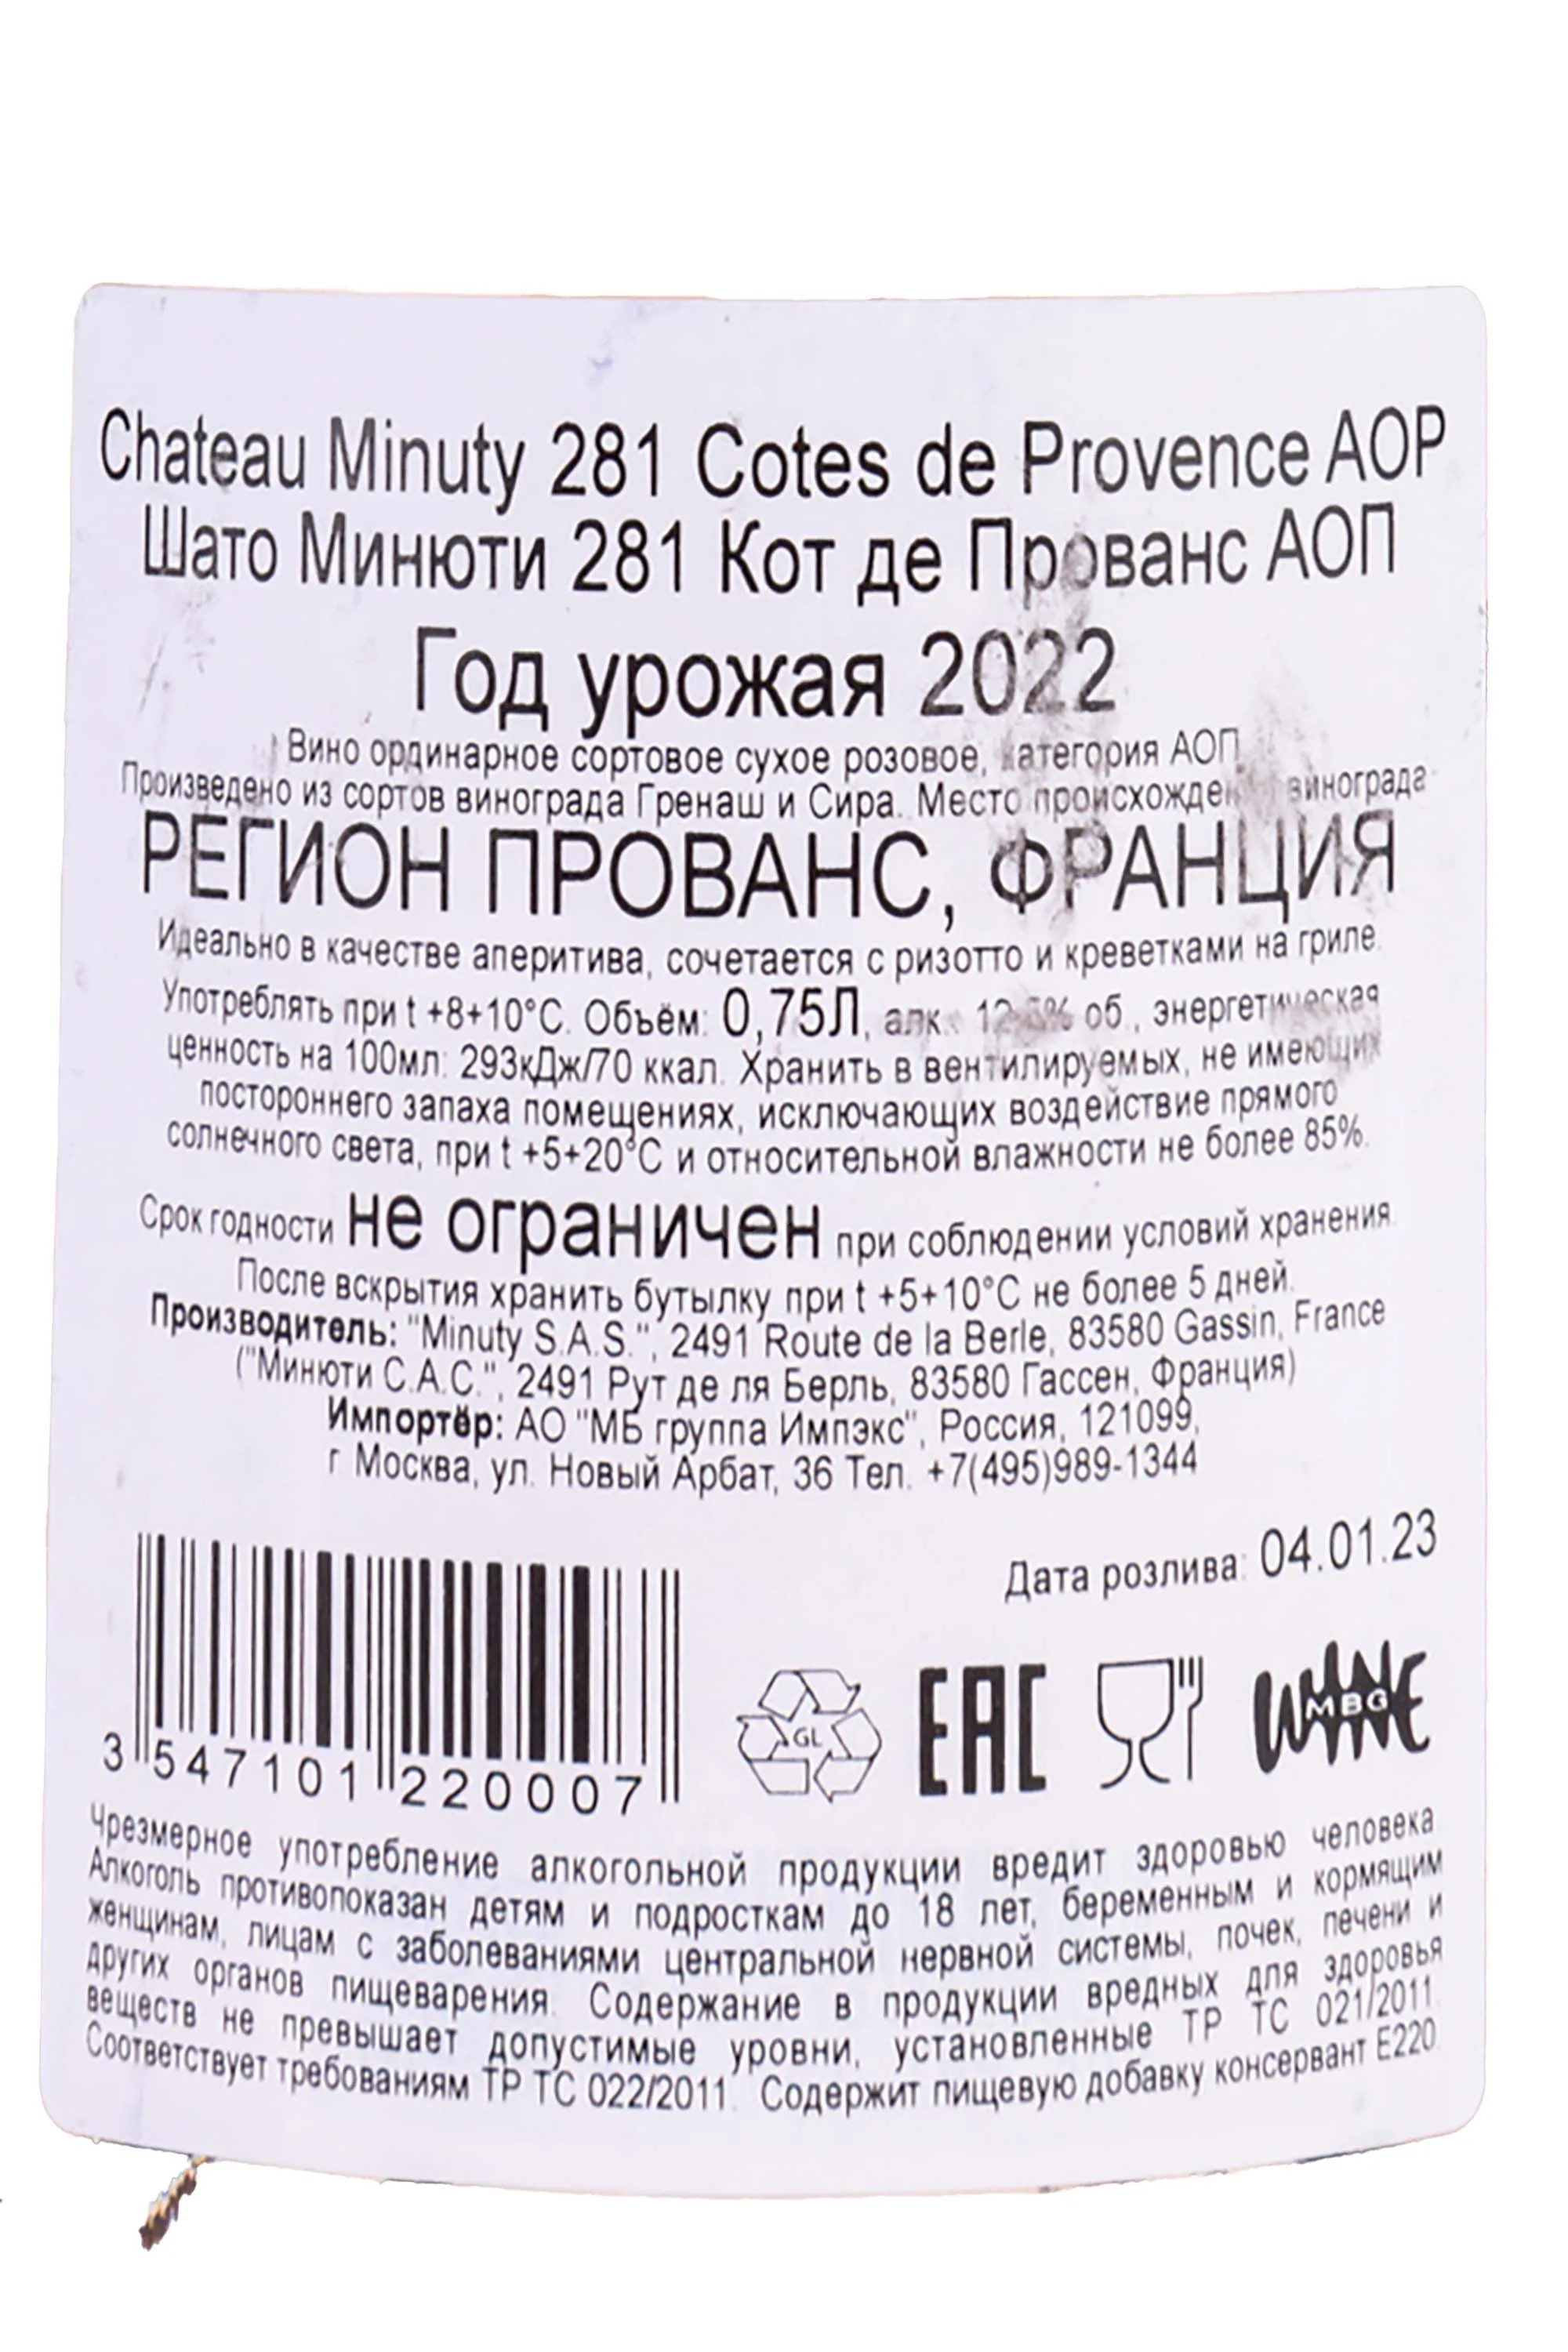 Chateau Minuty 281 Cotes de Provence AOP
Шато Минюти 281 Кот де Прованс АОП
Год урожая 2022
Вино ординарное сортовое сухое розовое, категория АОП.
Произведено из сортов винограда Гренаш и Сира. Место винограда-
РЕГИОН ПРОВАНС, ФРАНЦИЯ
Идеально в качестве аперитива, сочетается с ризотто и креветками на гриле.
Употреблять при t +8+10°С. Объём: 0,75Л, алк.: об., энергетическая
ценность на 100мл: 293кДж/70 ккал. Хранить в вентилируемых, не имеющих
постороннего запаха помещениях, исключающих воздействие прямого
солнечного света, при t +5+20°С и относительной влажности не более 85%.
Срок годности не ограничен при соблюдении условий хранения.
После вскрытия хранить бутылку при t +5+10°С не более 5 дней.
Производитель: "Minuty S.A.S.", 2491 Route de la Berle, 83580 Gassin, France
("Минюти С.А.С.", 2491 Рут де ля Берль, 83580 Гассен, Франция)
Импортёр: АО "МБ группа Импэкс", Россия, 121099,
г. Москва, ул. Новый Арбат, 36 Тел. +7(495)989-1344
Дата розлива: 04.01.23
3 547101 220007
GL
EAC
WINE
MBG
Чрезмерное употребление алкогольной продукции вредит здоровью человека
Алкоголь противопоказан детям и подросткам до 18 лет, беременным и кормящим
женщинам, лицам с заболеваниями центральной нервной системы, почек, печени и
других органов пищеварения. Содержание в продукции вредных для здоровья
веществ не превышает допустимые уровни, установленные ТР ТС 021/2011.
Соответствует требованиям ТР ТС 022/2011. Содержит пищевую добавку консервант Е220.